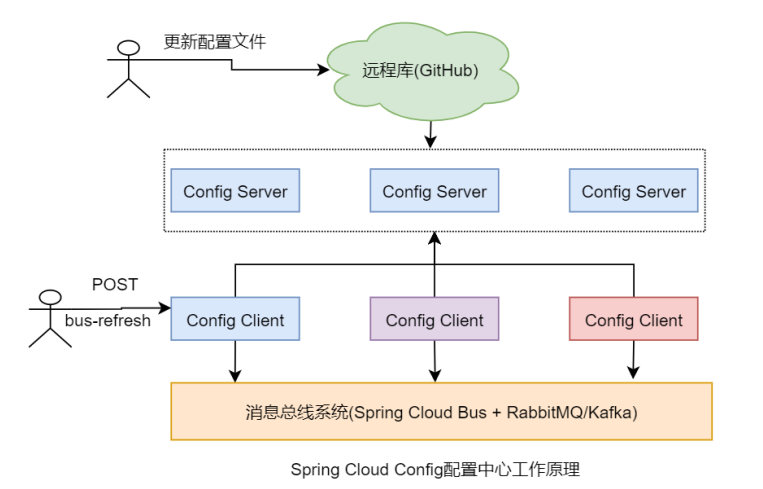 更新配置文件
远程库(GitHub)
Config Server
Config Server
Config Server
POST
bus-refresh
Config Client
Config Client
Config Client
消息总线系统(Spring Cloud Bus + RabbitMQ/Kafka)
Spring Cloud Config配置中心工作原理